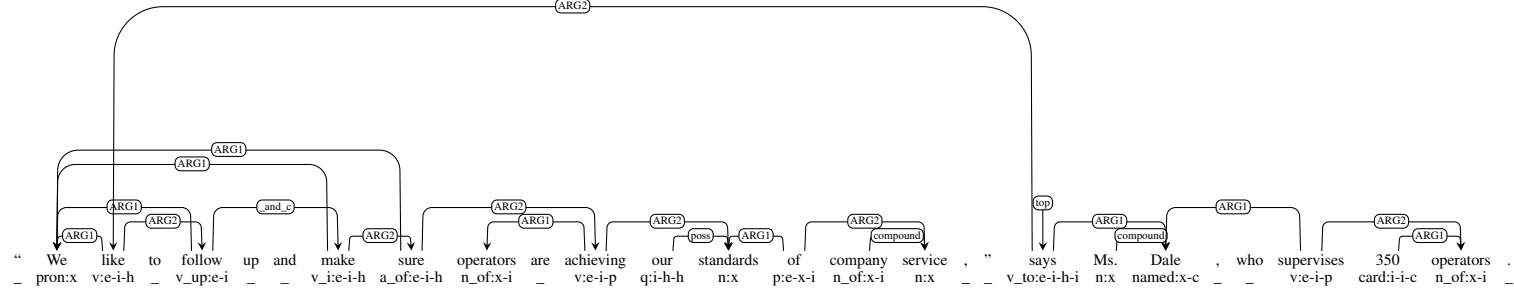 ARG2
ARG1
ARG1
top
ARG1 _and_c ARG2 ARG1
ARG2 ARG1 ARG2 ARG2 ARG1 ARG2
ARG1 ARG2 poss ARG1 compound compound ARG1
“ We like to follow up and make sure operators are achieving our standards of company service , ” says Ms. Dale , who supervises 350 operators .
_ pron:x v:e-i-h _ v_up:e-i _ _ v_i:e-i-h a_of:e-i-h n_of:x-i _ v:e-i-p q:i-h-h n:x p:e-x-i n_of:x-i n:x _ _ v_to:e-i-h-i n:x named:x-c _ _ v:e-i-p card:i-i-c n_of:x-i _